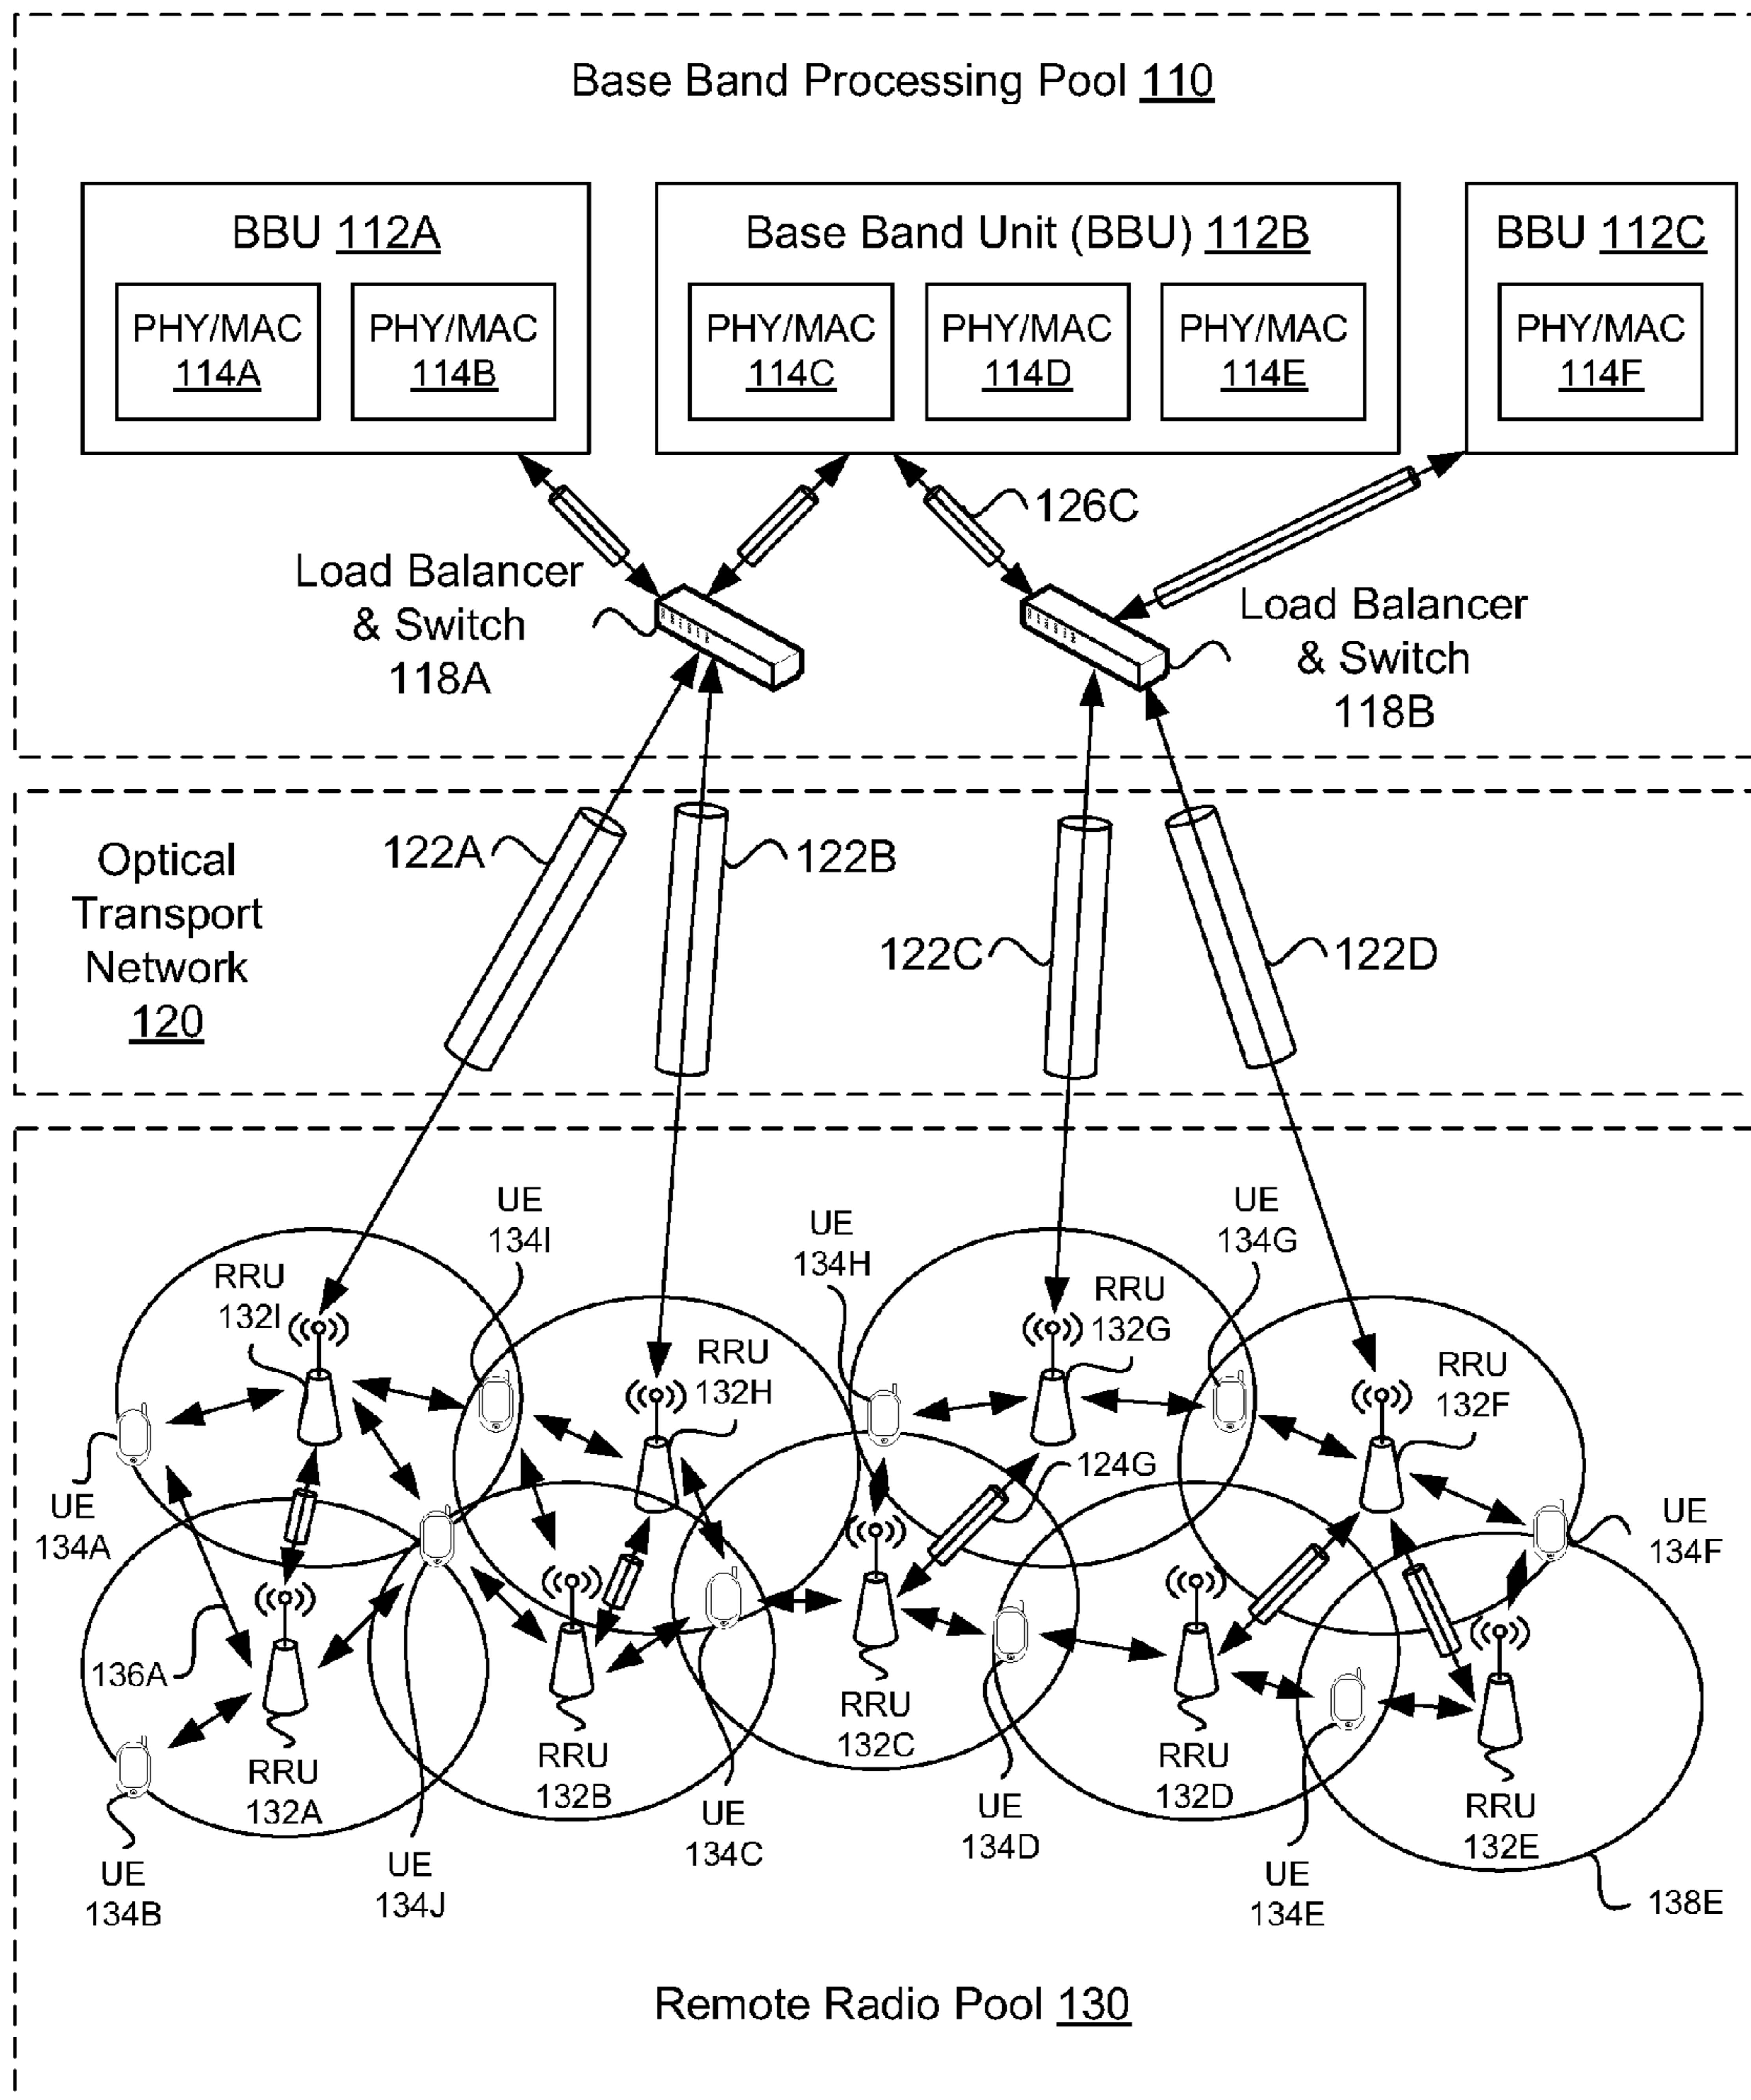 Base Band Processing Pool 110
BBU 112A
PHY/MAC
114A
PHY/MAC
114B
Base Band Unit (BBU) 112B
PHY/MAC
114C
PHY/MAC
114D
PHY/MAC
114E
BBU 112C
PHY/MAC
114F
126C
Load Balancer
& Switch
118A
Load Balancer
& Switch
118B
Optical
Transport
Network
120
122A
122B
122C
122D
UE
134I
UE
134H
UE
134G
RRU
132I
RRU
132H
RRU
132G
RRU
132F
124G
UE
134A
UE
134F
136A
RRU
132A
RRU
132B
RRU
132C
RRU
132D
RRU
132E
UE
134B
UE
134J
UE
134C
UE
134D
UE
134E
138E
Remote Radio Pool 130